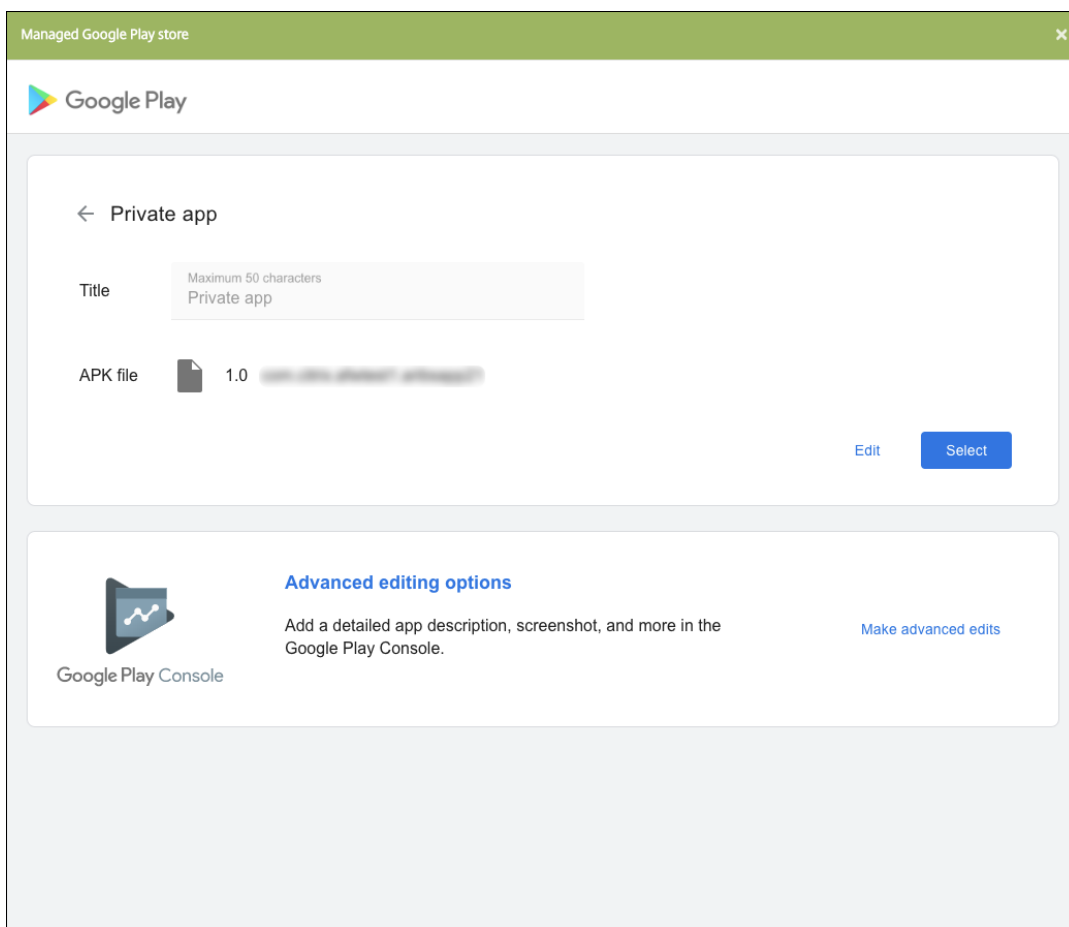 Managed Google Play store
Google Play
Private app
Title
Maximum 50 characters
Private app
APK file
1.0
Edit
Select
Advanced editing options
Add a detailed app description, screenshot, and more in the
Google Play Console.
Make advanced edits
Google Play Console